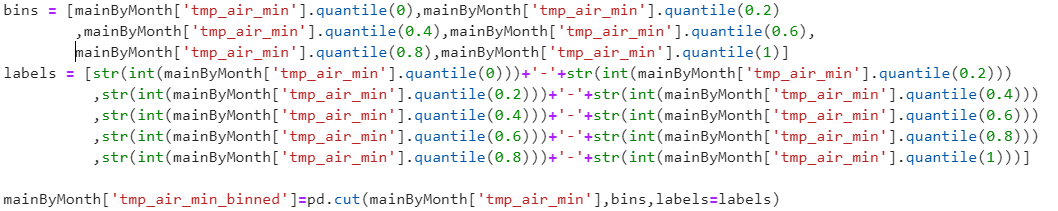 bins = [mainByMonth['tmp_air_min'].quantile(0),mainByMonth['tmp_air_min'].quantile(0.2)
,mainByMonth['tmp_air_min'].quantile(0.4),mainByMonth['tmp_air_min'].quantile(0.6),
mainByMonth['tmp_air_min'].quantile(0.8),mainByMonth['tmp_air_min'].quantile(1)]
labels = [str(int(mainByMonth['tmp_air_min'].quantile(0)))+'-'+str(int(mainByMonth['tmp_air_min'].quantile(0.2)))
,str(int(mainByMonth['tmp_air_min'].quantile(0.2)))+'-'+str(int(mainByMonth['tmp_air_min'].quantile(0.4)))
,str(int(mainByMonth['tmp_air_min'].quantile(0.4)))+'-'+str(int(mainByMonth['tmp_air_min'].quantile(0.6)))
,str(int(mainByMonth['tmp_air_min'].quantile(0.6)))+'-'+str(int(mainByMonth['tmp_air_min'].quantile(0.8)))
,str(int(mainByMonth['tmp_air_min'].quantile(0.8)))+'-'+str(int(mainByMonth['tmp_air_min'].quantile(1)))]
mainByMonth['tmp_air_min_binned']=pd.cut(mainByMonth['tmp_air_min'],bins,labels=labels)